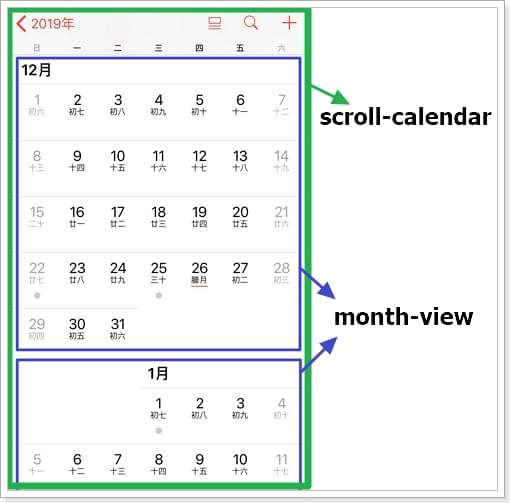 2019年
日 一 二 三 四 五 六
12月
1 2 3 4 5 6 7
初六 初七 初八 初九 初十 十一 十二
scroll-calendar
8 9 10 11 12 13 14
十三 十四 十五 十六 十七 十八 十九
15 16 17 18 19 20 21
二十 廿一 廿二 廿三 廿四 廿五 廿六
22 23 24 25 26 27 28
廿七 廿八 廿九 三十 腊月 初二 初三
month-view
29 30 31
初四 初五 初六
1月
1 2 3 4
初七 初八 初九 初十
5 6 7 8 9 10 11
十一 十二 十三 十四 十五 十六 十七